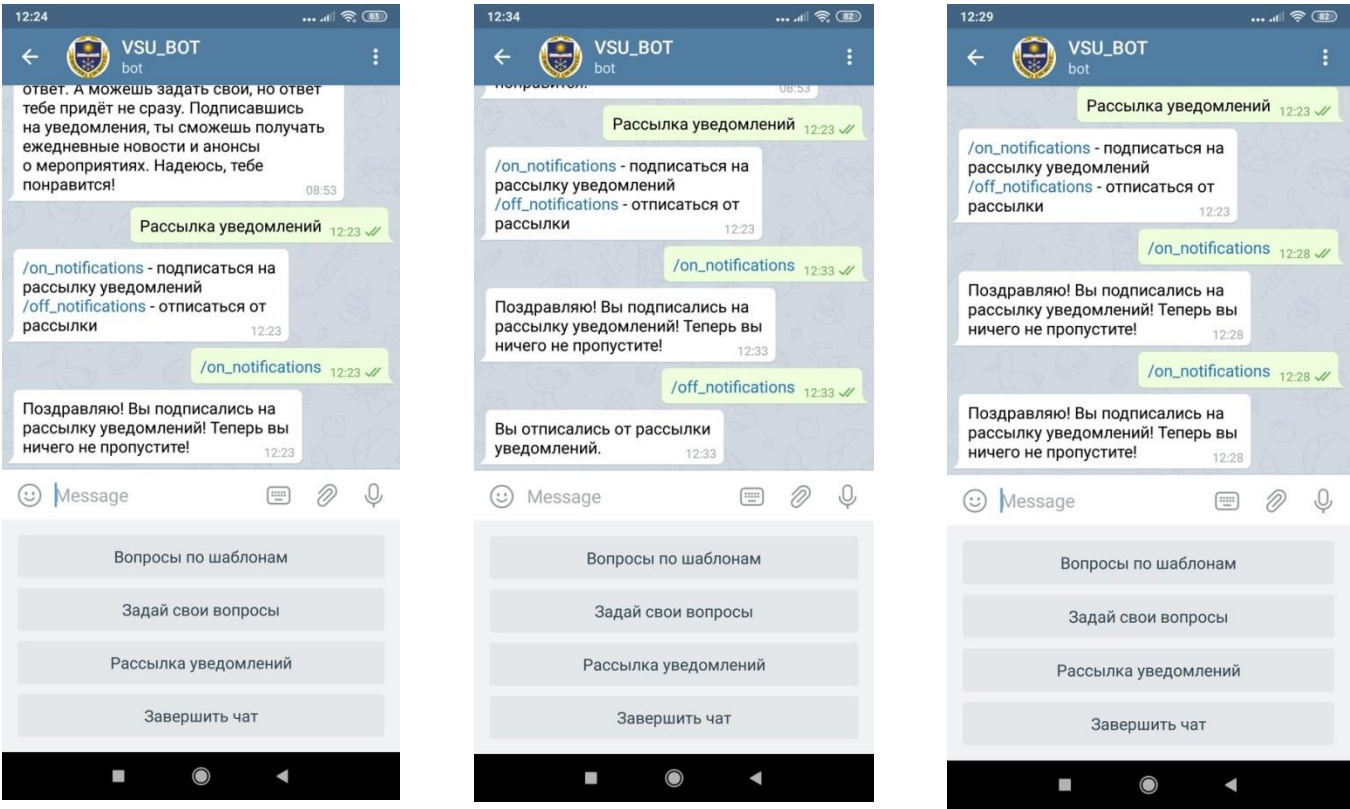 12:24
83
VSU_BOT
bot
ответ. А можешь задать свой, но ответ
тебе придёт не сразу. Подписавшись
на уведомления, ты сможешь получать
ежедневные новости и анонсы
о мероприятиях. Надеюсь, тебе
понравится!
08:53
Рассылка уведомлений 12:23
/on_notifications - подписаться на
рассылку уведомлений
/off_notifications - отписаться от
рассылки
12:23
/on_notifications 12:23
Поздравляю! Вы подписались на
рассылку уведомлений! Теперь вы
ничего не пропустите!
12:23
Message
Вопросы по шаблонам
Задай свои вопросы
Рассылка уведомлений
Завершить чат
12:34
82
VSU_BOT
bot
понравится!
08:53
Рассылка уведомлений 12:23
/on_notifications - подписаться на
рассылку уведомлений
/off_notifications - отписаться от
рассылки
12:23
/on_notifications 12:33
Поздравляю! Вы подписались на
рассылку уведомлений! Теперь вы
ничего не пропустите!
12:33
/off_notifications 12:33
Вы отписались от рассылки
уведомлений.
12:33
Message
Вопросы по шаблонам
Задай свои вопросы
Рассылка уведомлений
Завершить чат
12:29
82
VSU_BOT
bot
Рассылка уведомлений 12:23
/on_notifications - подписаться на
рассылку уведомлений
/off_notifications - отписаться от
рассылки
12:23
/on_notifications 12:28
Поздравляю! Вы подписались на
рассылку уведомлений! Теперь вы
ничего не пропустите!
12:28
/on_notifications 12:28
Поздравляю! Вы подписались на
рассылку уведомлений! Теперь вы
ничего не пропустите!
12:28
Message
Вопросы по шаблонам
Задай свои вопросы
Рассылка уведомлений
Завершить чат